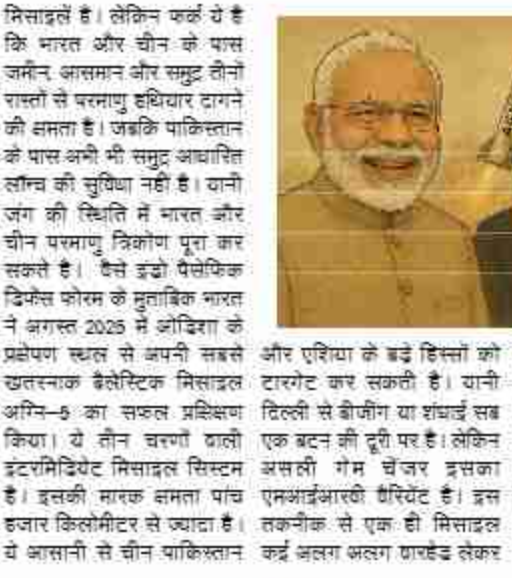 मिसाइलें है। लेकिन फर्क ये है
कि भारत और चीन के पास
जमीन, आसमान और समुद्र तीनों
रास्तों से परमाणु हथियार दागने
की क्षमता है। जबकि पाकिस्तान
के पास अभी भी समुद्र आधारित
लॉन्च की सुविधा नहीं है। यानी
जंग की स्थिति में भारत और
चीन परमाणु त्रिकोण पूरा कर
सकते है। वैसे इंडो पैसेफिक
डिफेंस फोरम के मुताबिक भारत
ने अगस्त 2025 में ओडिशा के
प्रक्षेपण स्थल से अपनी सबसे
खतरनाक बैलेस्टिक मिसाइल
अग्नि–5 का सफल प्रक्षिक्षण
किया। ये तीन चरणों वाली
इंटरमिडियेट मिसाइल सिस्टम
है। इसकी मारक क्षमता पांच
हजार किलोमीटर से ज्यादा है।
ये आसानी से चीन पाकिस्तान
और एशिया के बड़े हिस्सों को
टारगेट कर सकती है। यानी
दिल्ली से बीजींग या शंघाई सब
एक बटन की दूरी पर है। लेकिन
असली गेम चेंजर इसका
एमआईआरवी वैरियेंट है। इस
तकनीक से एक ही मिसाइल
कई अलग अलग वारहेड लेकर